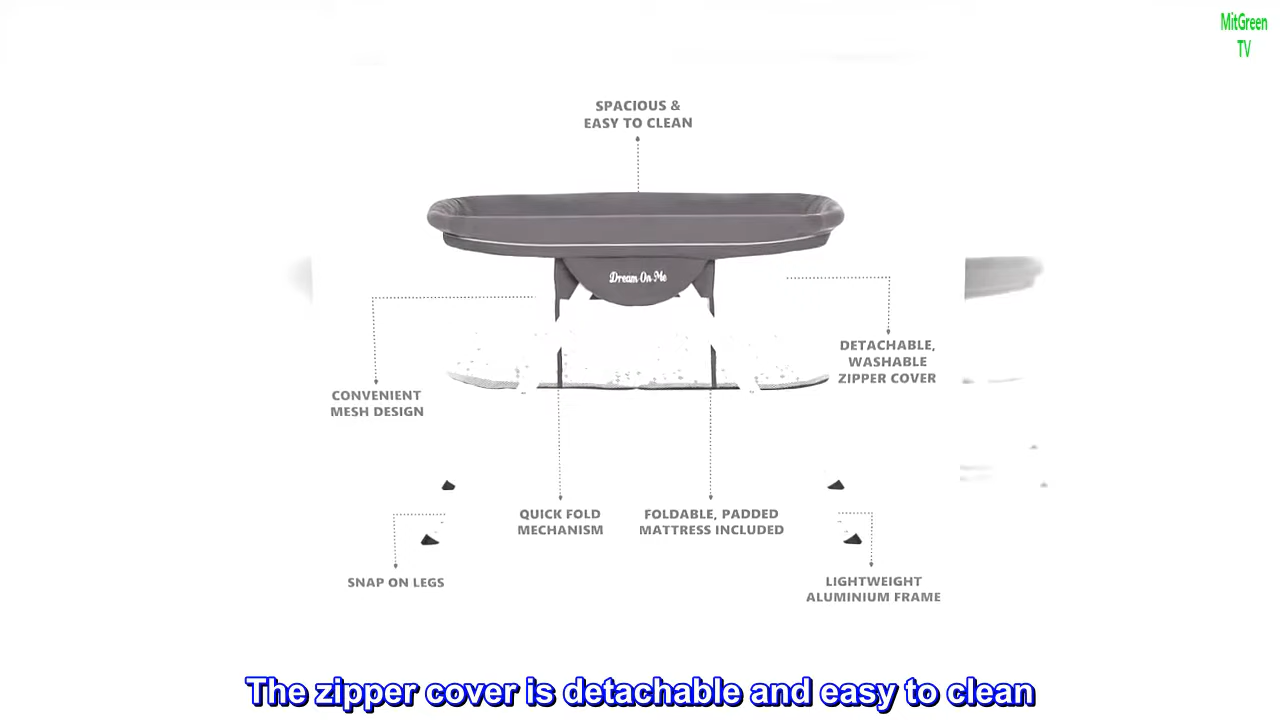 MitGreen
TV
SPACIOUS &
EASY TO CLEAN
Dream On Me
DETACHABLE,
WASHABLE
ZIPPER COVER
CONVENIENT
MESH DESIGN
QUICK FOLD
MECHANISM
FOLDABLE, PADDED
MATTRESS INCLUDED
SNAP ON LEGS
LIGHTWEIGHT
ALUMINIUM FRAME
The zipper cover is detachable and easy to clean